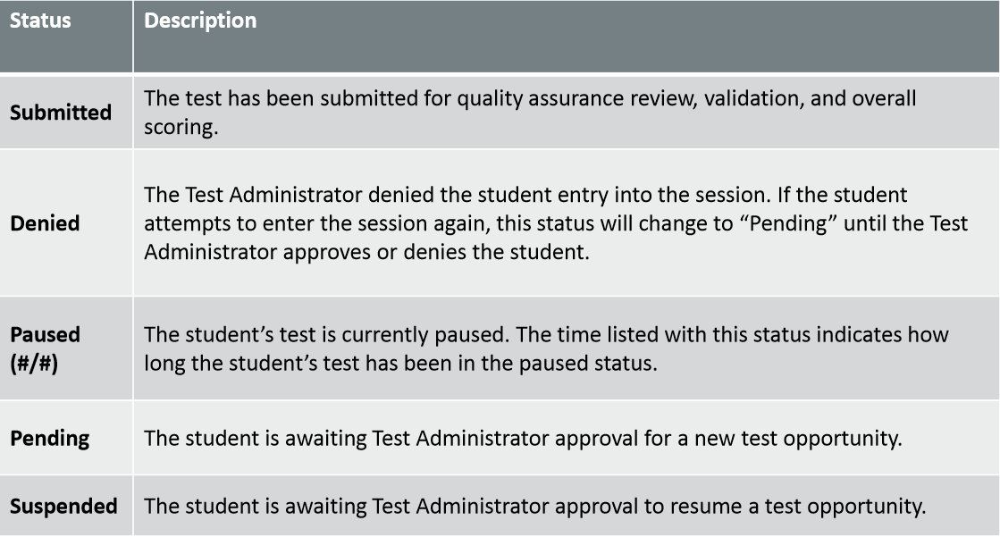 Status Description
Submitted The test has been submitted for quality assurance review, validation, and overall
scoring.
Denied The Test Administrator denied the student entry into the session. If the student
attempts to enter the session again, this status will change to “Pending” until the Test
Administrator approves or denies the student.
Paused The student’s test is currently paused. The time listed with this status indicates how
(#/#) long the student’s test has been in the paused status.
Pending The student is awaiting Test Administrator approval for a new test opportunity.
Suspended The student is awaiting Test Administrator approval to resume a test opportunity.